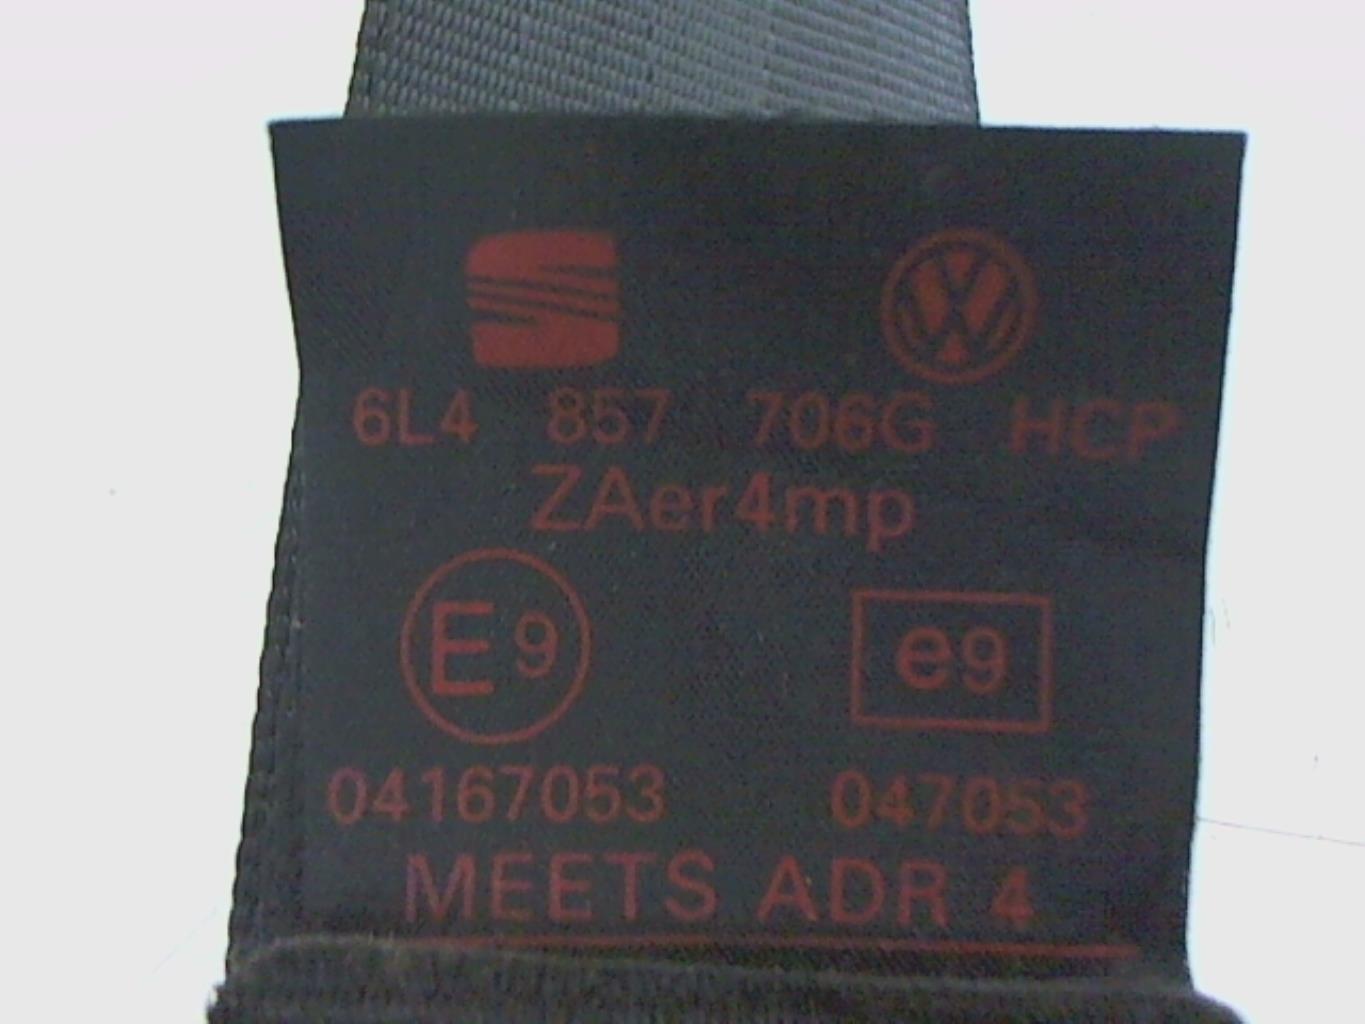 6L4 857 706G HCP
ZAer4mp
E9 e9
04167053 047053
MEETS ADR 4